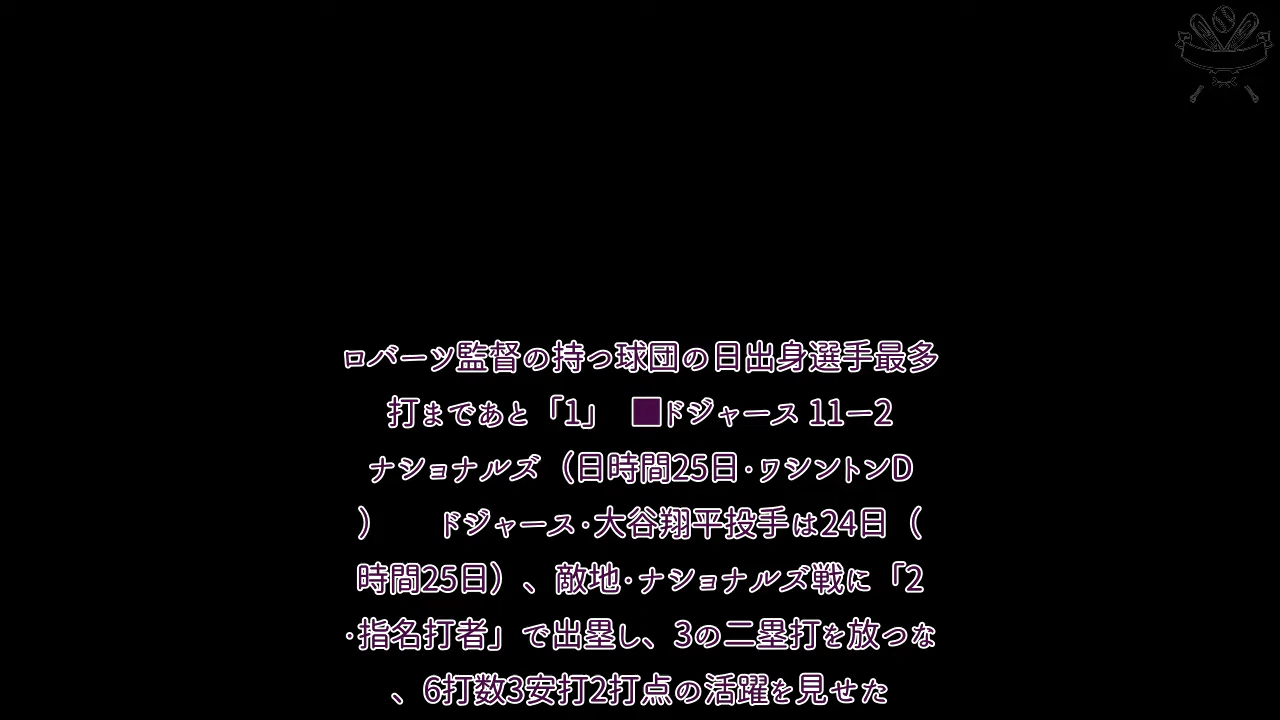 ロバーツ監督の持つ球団の日出身選手最多
打まであと「1」 ■ドジャース 11ー2
ナショナルズ（日時間25日·ワシントンD
） ドジャース·大谷翔平投手は24日（
時間25日）、敵地·ナショナルズ戦に「2
·指名打者」で出塁し、3の二塁打を放つな
、6打数3安打2打点の活躍を見せた